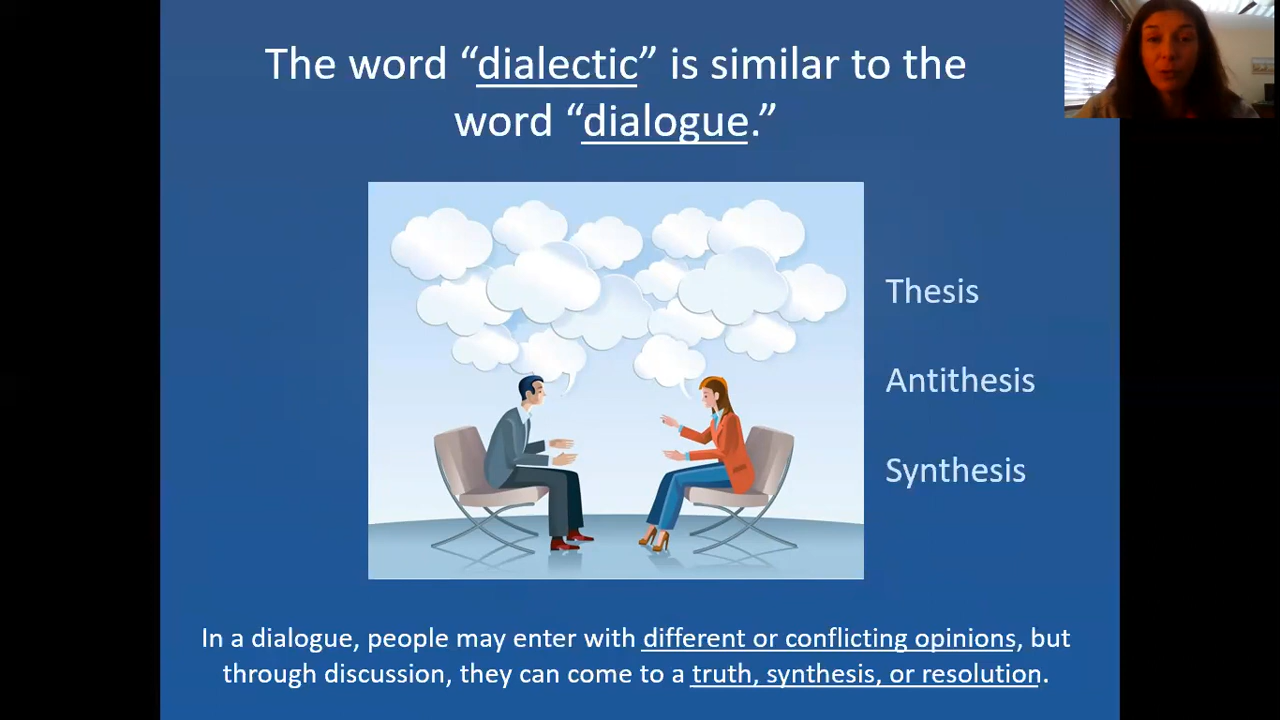 The word “dialectic” is similar to the
word “dialogue.”
Thesis
Antithesis
Synthesis
In a dialogue, people may enter with different or conflicting opinions, but
through discussion, they can come to a truth, synthesis, or resolution.